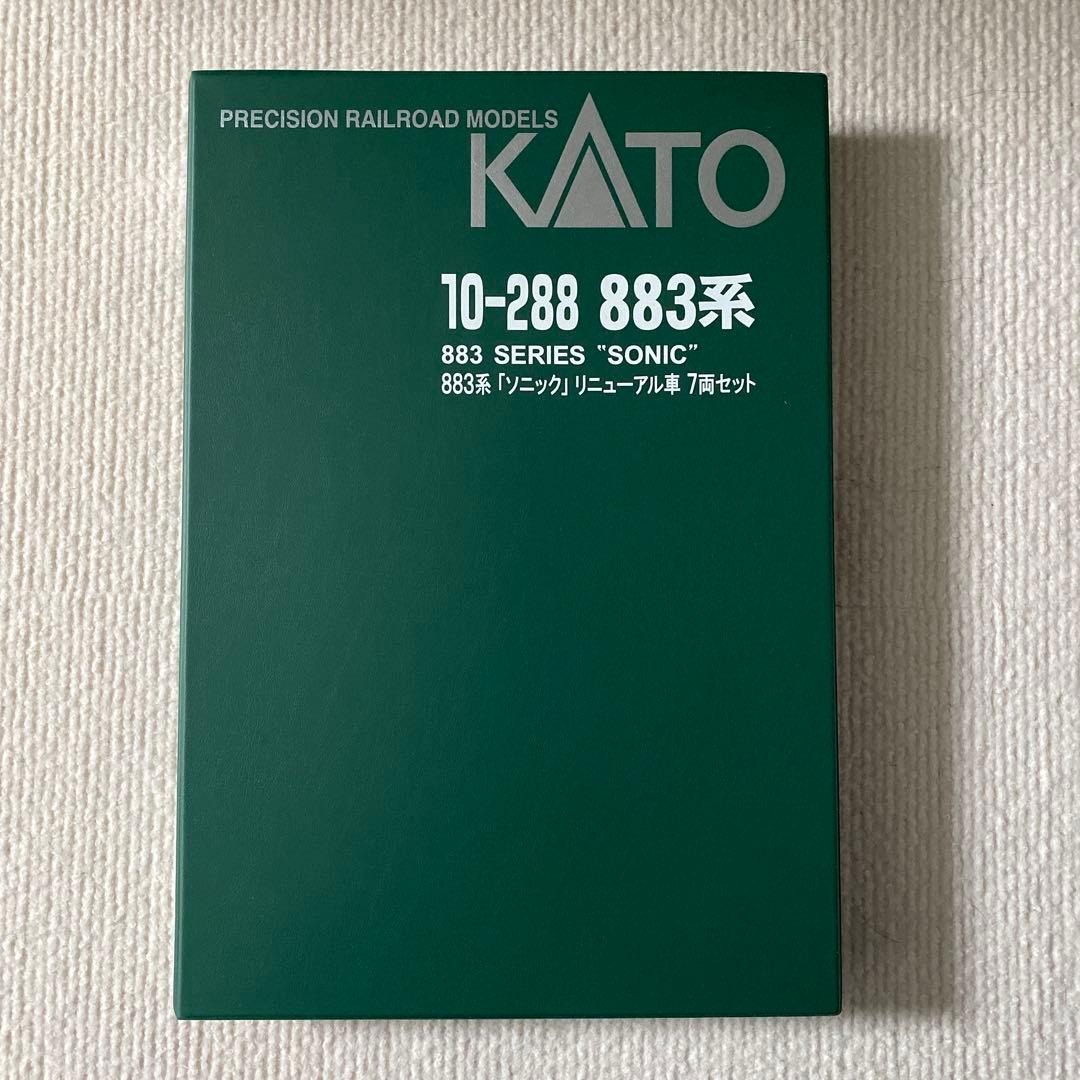 PRECISION RAILROAD MODELS
KATO
10-288 883系
883 SERIES "SONIC"
883系「ソニック」リニューアル車 7両セット